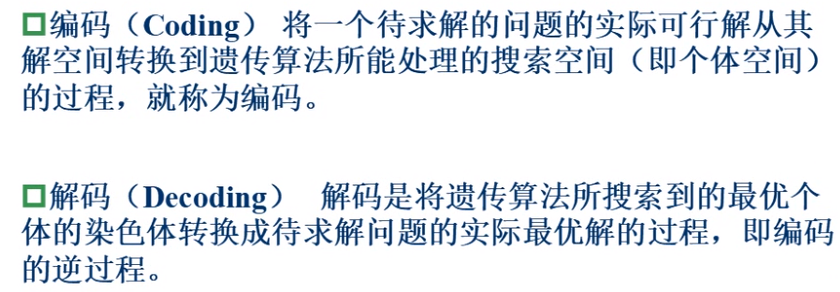 □编码（Coding） 将一个待求解的问题的实际可行解从其
解空间转换到遗传算法所能处理的搜索空间（即个体空间）
的过程，就称为编码。
□解码（Decoding） 解码是将遗传算法所搜索到的最优个
体的染色体转换成待求解问题的实际最优解的过程，即编码
的逆过程。